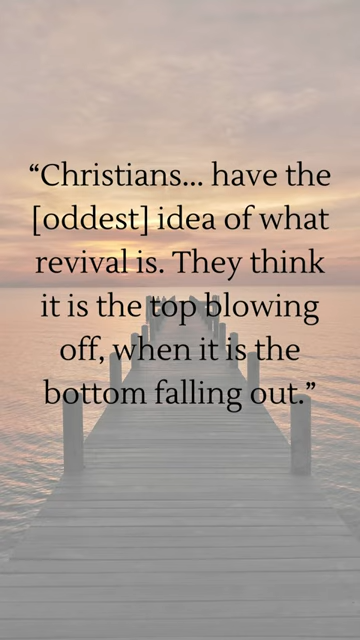 “Christians... have the
[oddest] idea of what
revival is. They think
it is the top blowing
off, when it is the
bottom falling out.”